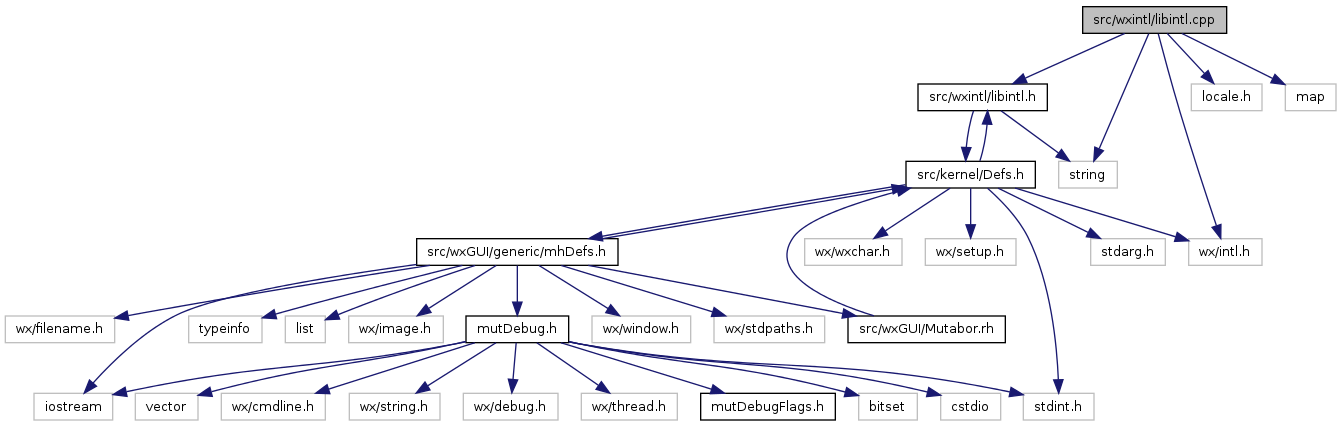 src/wxintl/libintl.cpp
src/wxintl/libintl.h
locale.h
map
src/kernel/Defs.h
string
src/wxGUI/generic/mhDefs.h
wx/wxchar.h
wx/setup.h
stdarg.h
wx/intl.h
wx/filename.h
typeinfo
list
wx/image.h
mutDebug.h
wx/window.h
wx/stdpaths.h
src/wxGUI/Mutabor.rh
iostream
vector
wx/cmdline.h
wx/string.h
wx/debug.h
wx/thread.h
mutDebugFlags.h
bitset
cstdio
stdint.h